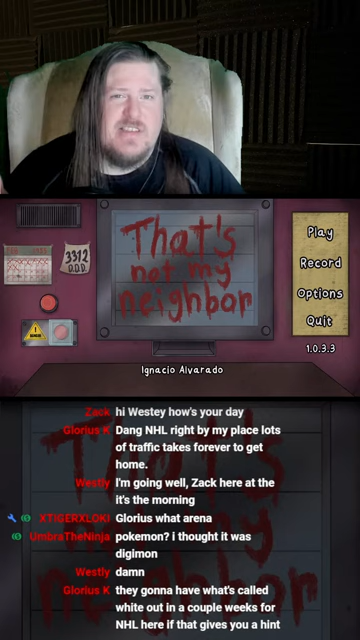 That's
not my
neighbor
3312
D.D.D.
Play
Record
Options
Quit
1.0.3.3
Ignacio Alvarado
Zack hi Westey how's your day
Glorius K Dang NHL right by my place lots
of traffic takes forever to get
home.
Westly I'm going well, Zack here at the
it's the morning
XTIGERXLOKI Glorius what arena
UmbraTheNinja pokemon? i thought it was
digimon
Westly damn
Glorius K they gonna have what's called
white out in a couple weeks for
NHL here if that gives you a hint